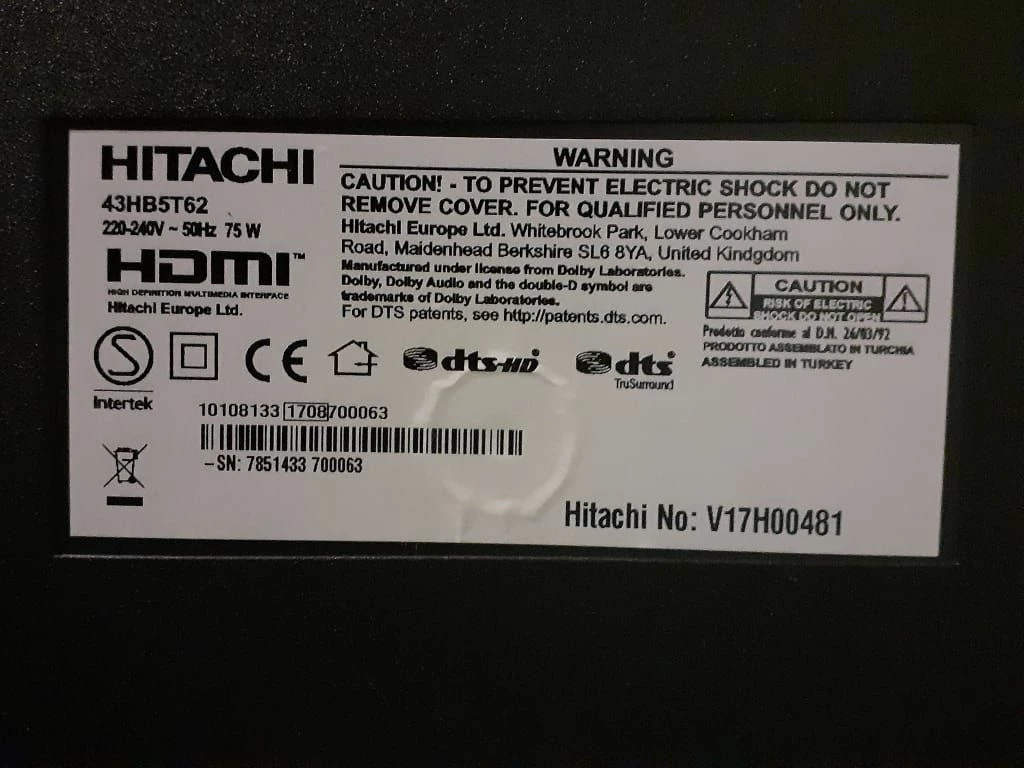 HITACHI
43HB5T62
220-240V ~ 50Hz 75 W
HDMI™
HIGH DEFINITION MULTIMEDIA INTERFACE
Hitachi Europe Ltd.
WARNING
CAUTION! - TO PREVENT ELECTRIC SHOCK DO NOT
REMOVE COVER. FOR QUALIFIED PERSONNEL ONLY.
Hitachi Europe Ltd. Whitebrook Park, Lower Cookham
Road, Maidenhead Berkshire SL6 8YA, United Kindgdom
Manufactured under license from Dolby Laboratories.
Dolby, Dolby Audio and the double-D symbol are
trademarks of Dolby Laboratories.
For DTS patents, see http://patents.dts.com.
CAUTION
RISK OF ELECTRIC
SHOCK DO NOT OPEN
Prodotto conforme al D.M. 26/03/92
PRODOTTO ASSEMBLATO IN TURCHIA
ASSEMBLED IN TURKEY
S
Intertek
CE
dts-HD
dts
TruSurround
10108133 1708 700063
-SN: 7851433 700063
Hitachi No: V17H00481